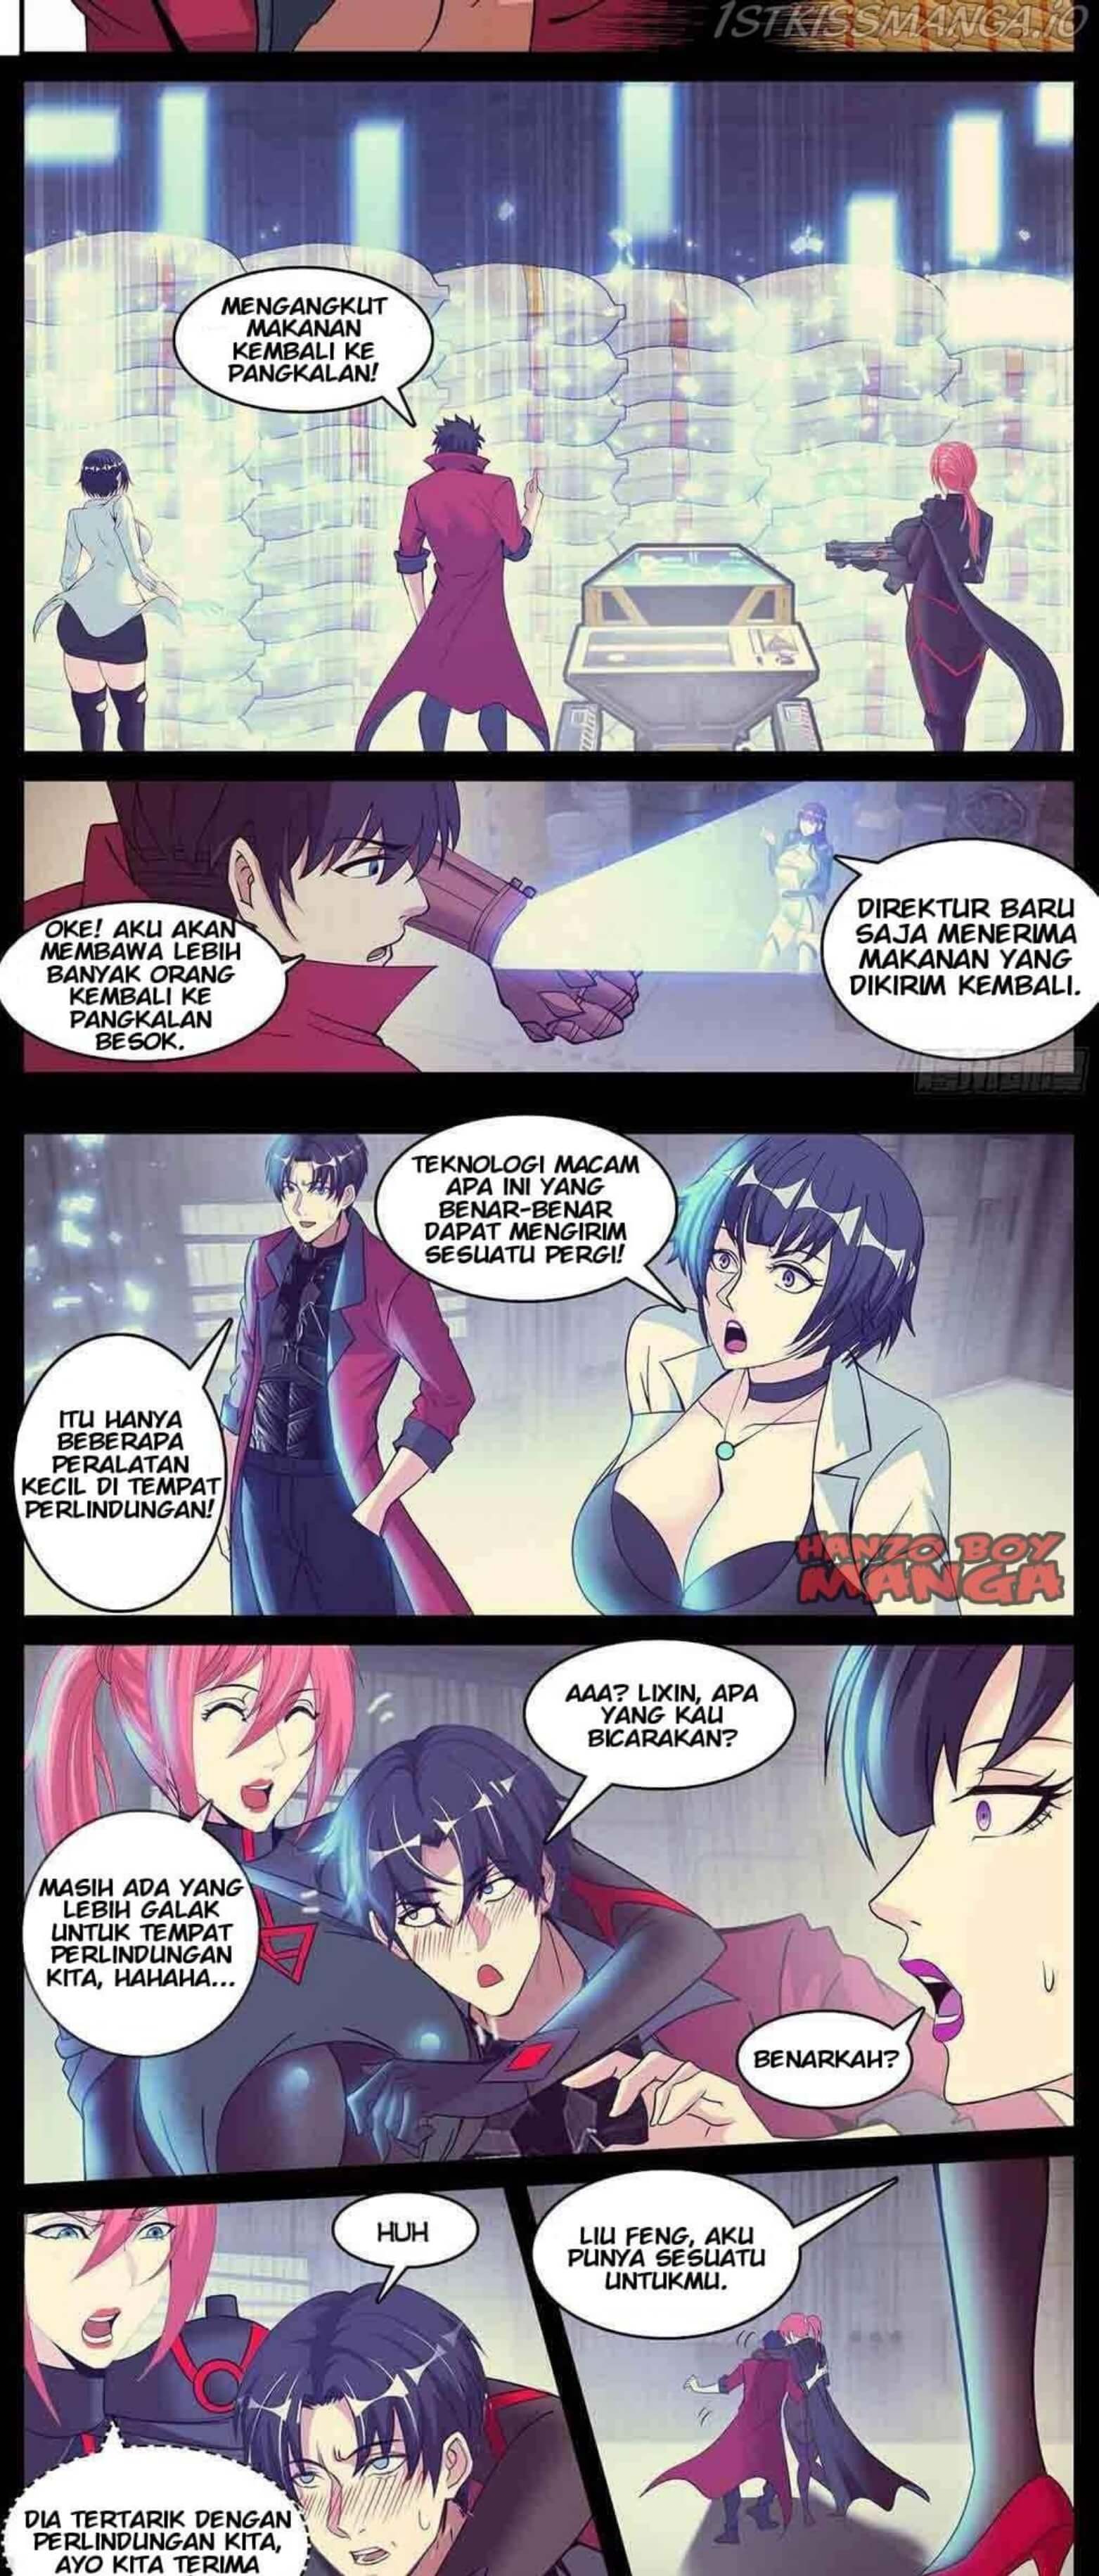 1STKISSMANGA.IO
MENGANGKUT
MAKANAN
KEMBALI KE
PANGKALAN!
OKE! AKU AKAN
MEMBAWA LEBIH
BANYAK ORANG
KEMBALI KE
PANGKALAN
BESOK.
DIREKTUR BARU
SAJA MENERIMA
MAKANAN YANG
DIKIRIM KEMBALI.
TEKNOLOGI MACAM
APA INI YANG
BENAR-BENAR
DAPAT MENGIRIM
SESUATU PERGI!
ITU HANYA
BEBERAPA
PERALATAN
KECIL DI TEMPAT
PERLINDUNGAN!
HANZO BOY
MANGA
AAA? LIXIN, APA
YANG KAU
BICARAKAN?
MASIH ADA YANG
LEBIH GALAK
UNTUK TEMPAT
PERLINDUNGAN
KITA, HAHAHA...
BENARKAH?
HUH
LIU FENG, AKU
PUNYA SESUATU
UNTUKMU.
DIA TERTARIK DENGAN
PERLINDUNGAN KITA,
AYO KITA TERIMA